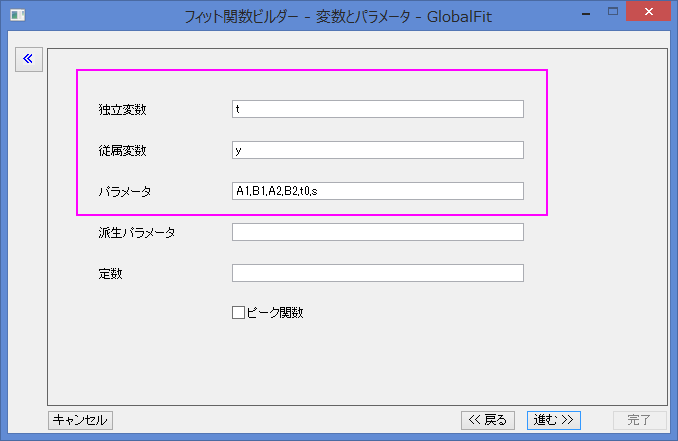 フィット関数ビルダー - 変数とパラメータ - GlobalFit
独立変数 t
従属変数 y
パラメータ A1,B1,A2,B2,t0,s
派生パラメータ
定数
ピーク関数
キャンセル << 戻る 進む >> 完了